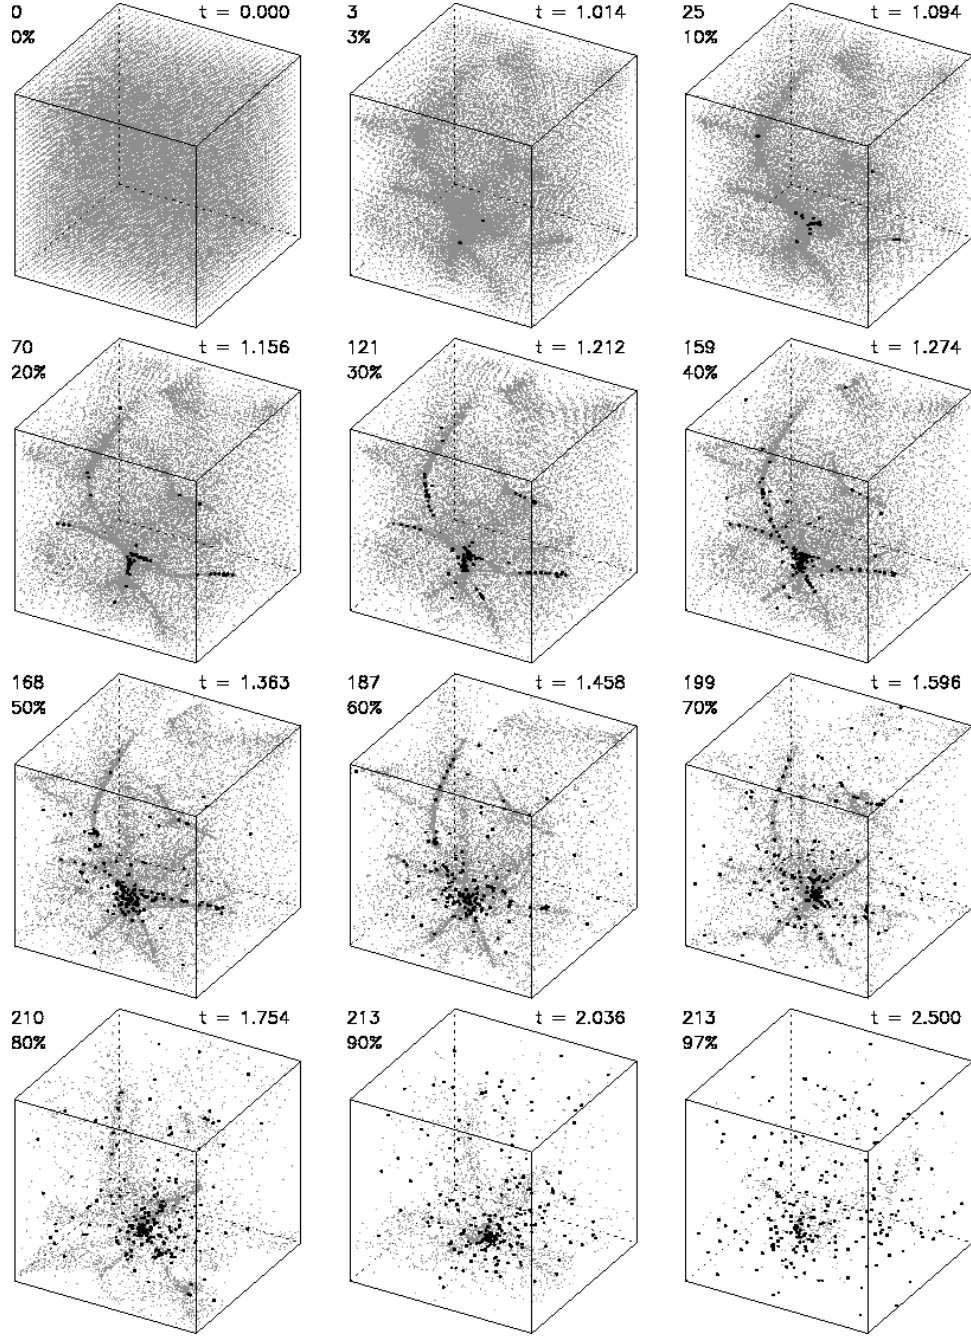 0 t = 0.000
0%
3 t = 1.014
3%
25 t = 1.094
10%
70 t = 1.156
20%
121 t = 1.212
30%
159 t = 1.274
40%
168 t = 1.363
50%
187 t = 1.458
60%
199 t = 1.596
70%
210 t = 1.754
80%
213 t = 2.036
90%
213 t = 2.500
97%